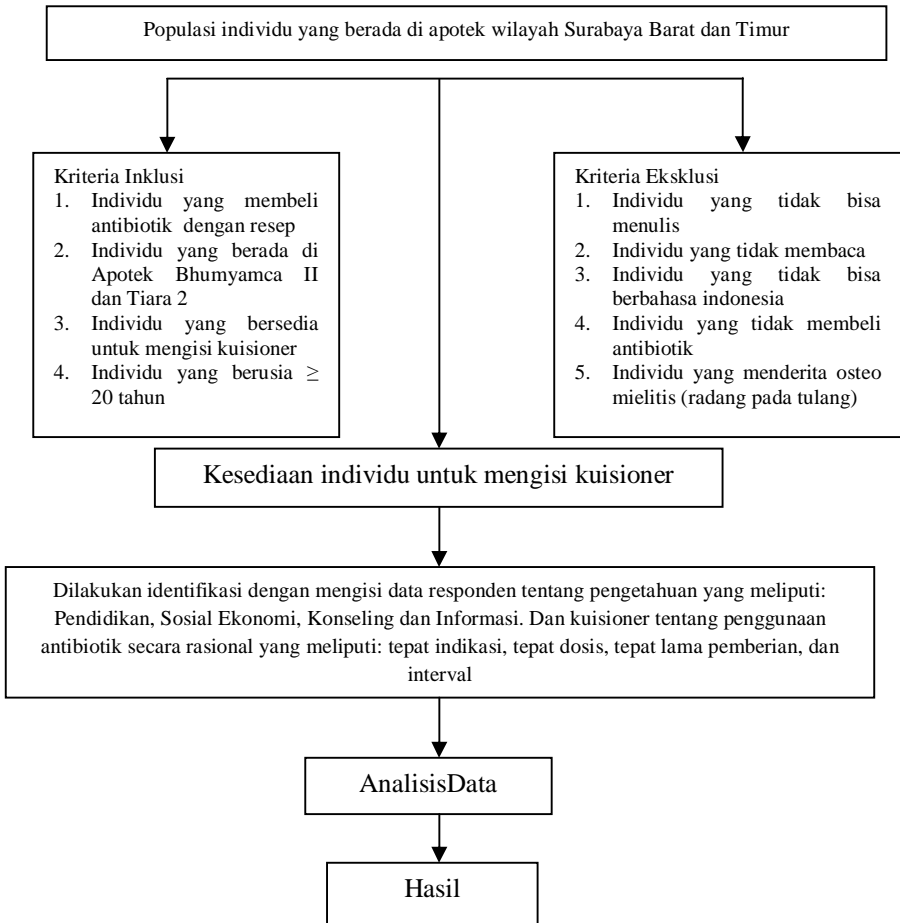 Populasi individu yang berada di apotek wilayah Surabaya Barat dan Timur
Kriteria Inklusi
1. Individu yang membeli
antibiotik dengan resep
2. Individu yang berada di
Apotek Bhumyamca II
dan Tiara 2
3. Individu yang bersedia
untuk mengisi kuisioner
4. Individu yang berusia ≥
20 tahun
Kriteria Eksklusi
1. Individu yang tidak bisa
menulis
2. Individu yang tidak membaca
3. Individu yang tidak bisa
berbahasa indonesia
4. Individu yang tidak membeli
antibiotik
5. Individu yang menderita osteo
mielitis (radang pada tulang)
Kesediaan individu untuk mengisi kuisioner
Dilakukan identifikasi dengan mengisi data responden tentang pengetahuan yang meliputi:
Pendidikan, Sosial Ekonomi, Konseling dan Informasi. Dan kuisioner tentang penggunaan
antibiotik secara rasional yang meliputi: tepat indikasi, tepat dosis, tepat lama pemberian, dan
interval
AnalisisData
Hasil